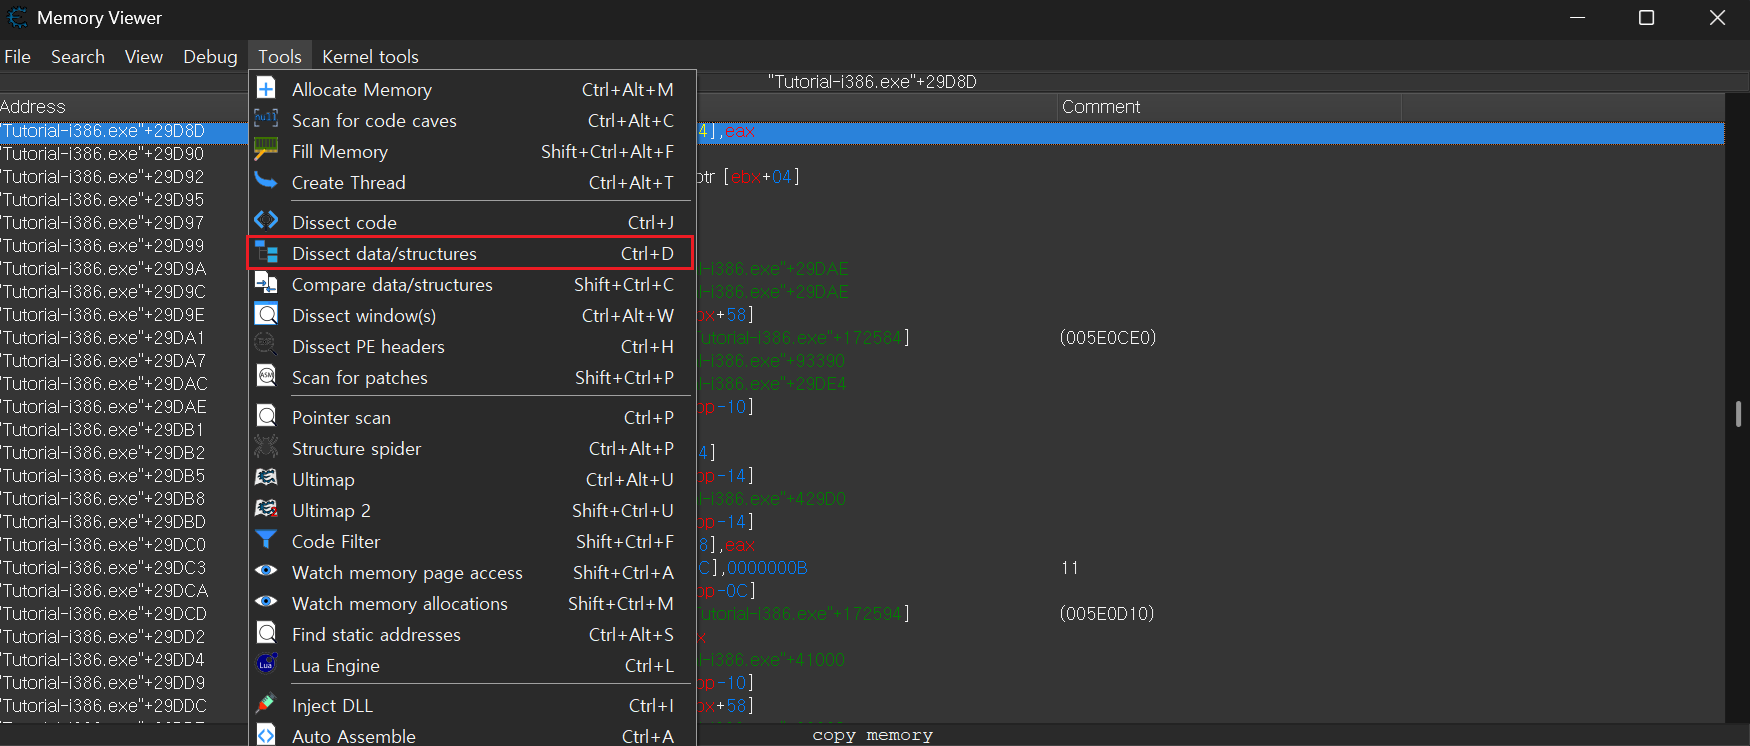 Memory Viewer
File Search View Debug Tools Kernel tools
"Tutorial-i386.exe"+29D8D
Address Comment
"Tutorial-i386.exe"+29D8D 4],eax
"Tutorial-i386.exe"+29D90
"Tutorial-i386.exe"+29D92 ptr [ebx+04]
"Tutorial-i386.exe"+29D95
"Tutorial-i386.exe"+29D97
"Tutorial-i386.exe"+29D99
"Tutorial-i386.exe"+29D9A l-i386.exe"+29DAE
"Tutorial-i386.exe"+29D9C l-i386.exe"+29DAE
"Tutorial-i386.exe"+29D9E bx+58]
"Tutorial-i386.exe"+29DA1 Tutorial-i386.exe"+172584] (005E0CE0)
"Tutorial-i386.exe"+29DA7 l-i386.exe"+93390
"Tutorial-i386.exe"+29DAC l-i386.exe"+29DE4
"Tutorial-i386.exe"+29DAE bp-10]
"Tutorial-i386.exe"+29DB1
"Tutorial-i386.exe"+29DB2 4]
"Tutorial-i386.exe"+29DB5 bp-14]
"Tutorial-i386.exe"+29DB8 l-i386.exe"+429D0
"Tutorial-i386.exe"+29DBD bp-14]
"Tutorial-i386.exe"+29DC0 8],eax
"Tutorial-i386.exe"+29DC3 C],0000000B 11
"Tutorial-i386.exe"+29DCA bp-0C]
"Tutorial-i386.exe"+29DCD Tutorial-i386.exe"+172594] (005E0D10)
"Tutorial-i386.exe"+29DD2 x
"Tutorial-i386.exe"+29DD4 l-i386.exe"+41000
"Tutorial-i386.exe"+29DD9 bp-10]
"Tutorial-i386.exe"+29DDC bx+58]
Allocate Memory Ctrl+Alt+M
Scan for code caves Ctrl+Alt+C
Fill Memory Shift+Ctrl+Alt+F
Create Thread Ctrl+Alt+T
Dissect code Ctrl+J
Dissect data/structures Ctrl+D
Compare data/structures Shift+Ctrl+C
Dissect window(s) Ctrl+Alt+W
Dissect PE headers Ctrl+H
Scan for patches Shift+Ctrl+P
Pointer scan Ctrl+P
Structure spider Ctrl+Alt+P
Ultimap Ctrl+Alt+U
Ultimap 2 Shift+Ctrl+U
Code Filter Shift+Ctrl+F
Watch memory page access Shift+Ctrl+A
Watch memory allocations Shift+Ctrl+M
Find static addresses Ctrl+Alt+S
Lua Engine Ctrl+L
Inject DLL Ctrl+I
Auto Assemble Ctrl+A
copy memory